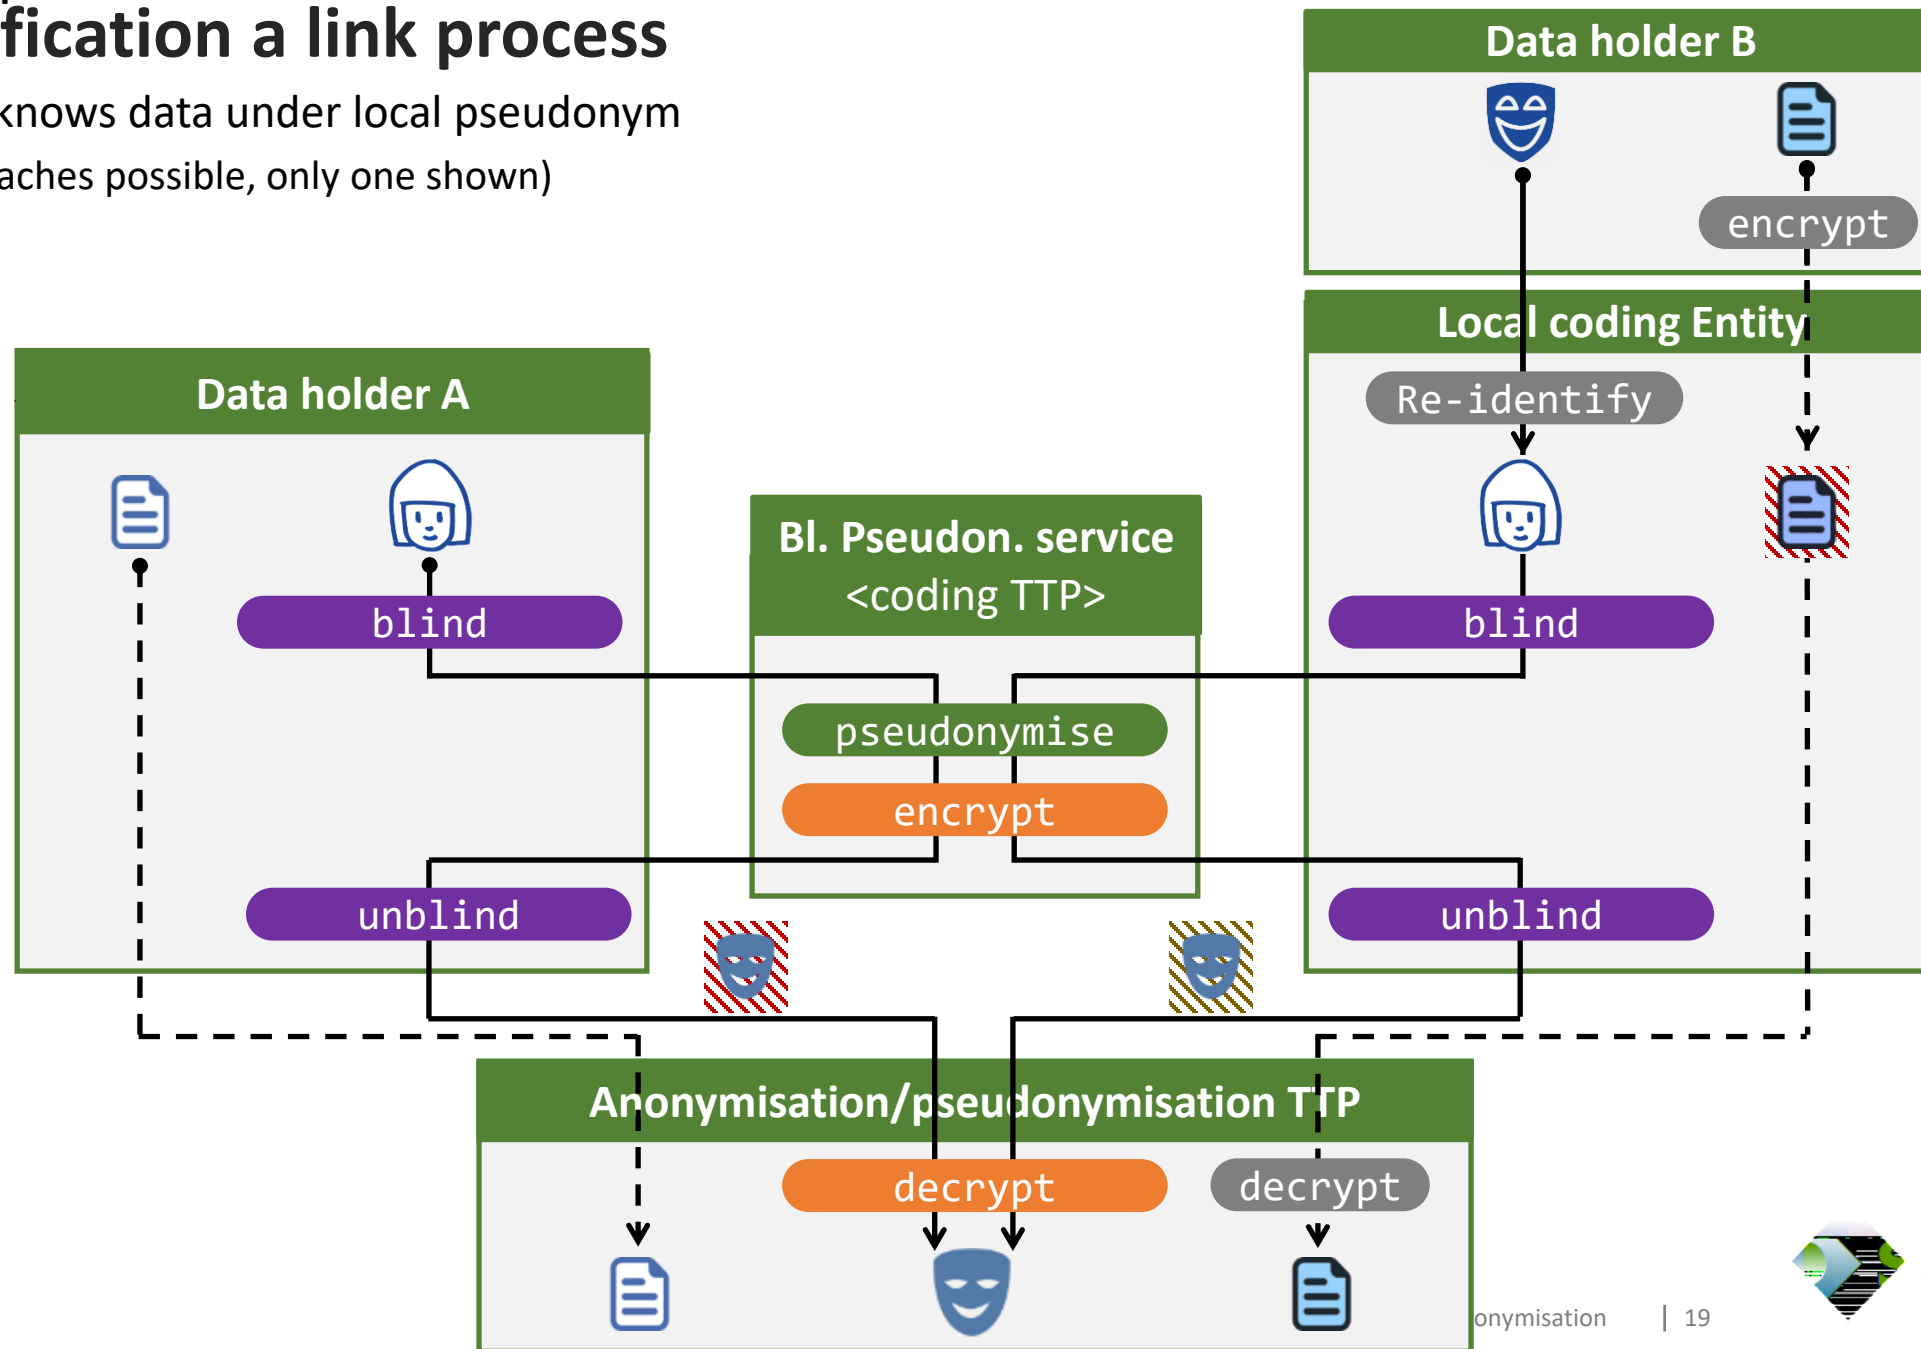 fication a link process
knows data under local pseudonym
aches possible, only one shown)
Data holder B
encrypt
Local coding Entity
Re-identify
Data holder A
Bl. Pseudon. service
<coding TTP>
blind
blind
pseudonymise
encrypt
unblind
unblind
Anonymisation/pseudonymisation TTP
decrypt
decrypt
onymisation | 19